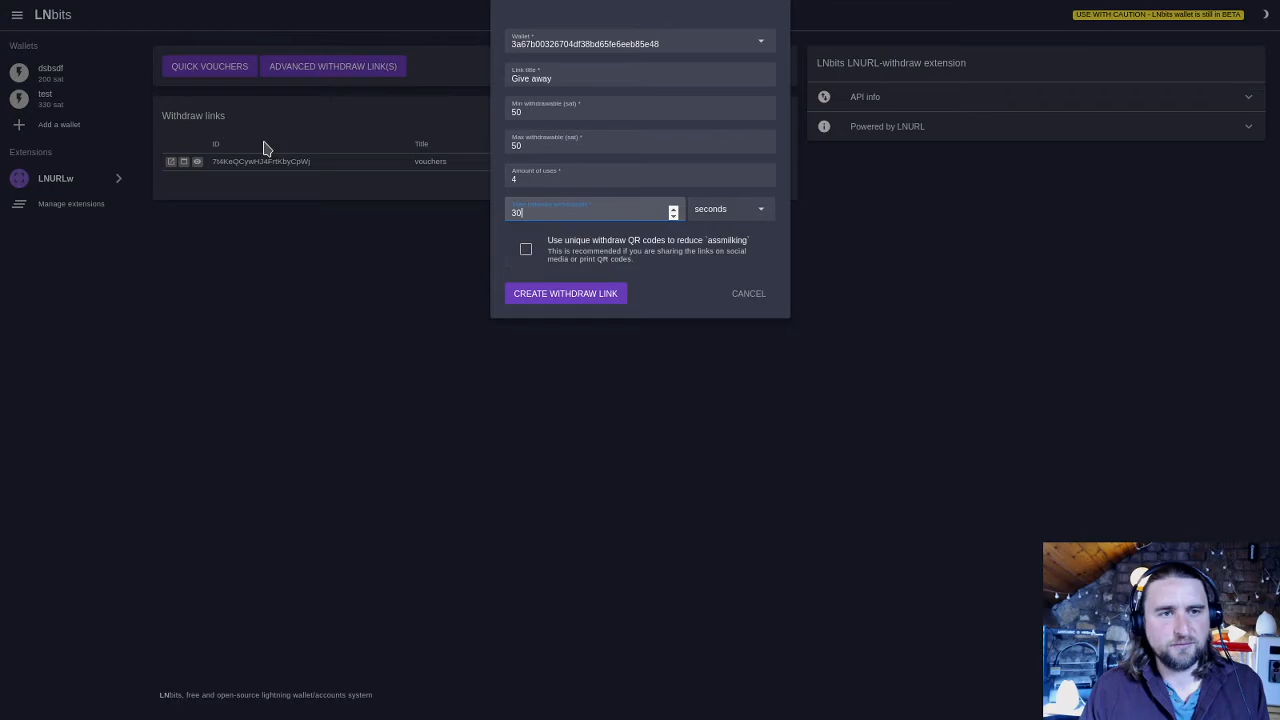 LNbits
USE WITH CAUTION - LNbits wallet is still in BETA
Wallets
dsbsdf
200 sat
test
330 sat
Add a wallet
Extensions
LNURLw
Manage extensions
QUICK VOUCHERS
ADVANCED WITHDRAW LINK(S)
Withdraw links
ID
Title
vouchers
Wallet *
3a67b00326704df38bd65fe6eeb85e48
Link title *
Give away
Min withdrawable (sat) *
50
Max withdrawable (sat) *
50
Amount of uses *
4
30
seconds
Use unique withdraw QR codes to reduce `assmilking`
This is recommended if you are sharing the links on social
media or print QR codes.
CREATE WITHDRAW LINK
CANCEL
LNbits LNURL-withdraw extension
API info
Powered by LNURL
LNbits, free and open-source lightning wallet/accounts system